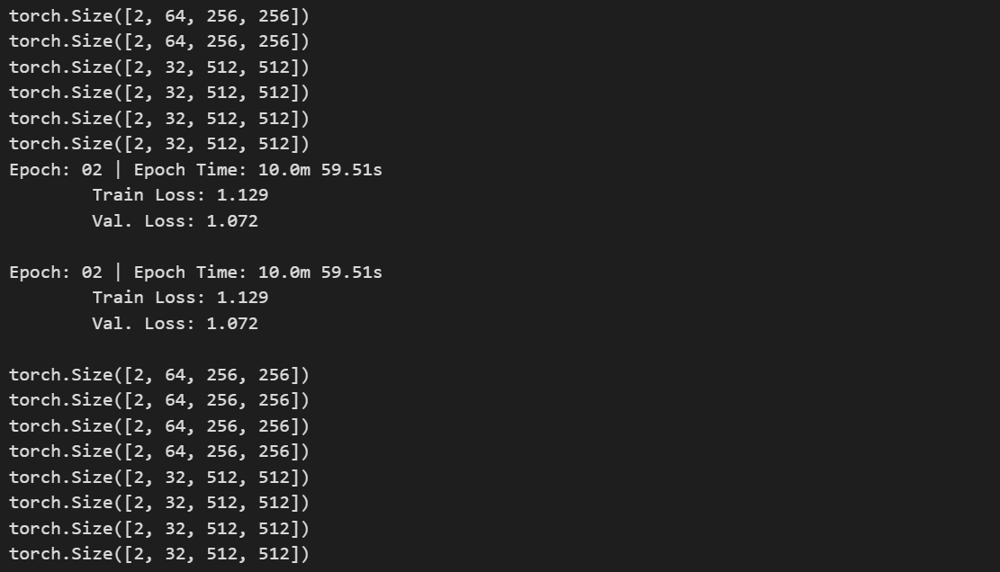 torch.Size([2, 64, 256, 256])
torch.Size([2, 64, 256, 256])
torch.Size([2, 32, 512, 512])
torch.Size([2, 32, 512, 512])
torch.Size([2, 32, 512, 512])
torch.Size([2, 32, 512, 512])
Epoch: 02 | Epoch Time: 10.0m 59.51s
Train Loss: 1.129
Val. Loss: 1.072
Epoch: 02 | Epoch Time: 10.0m 59.51s
Train Loss: 1.129
Val. Loss: 1.072
torch.Size([2, 64, 256, 256])
torch.Size([2, 64, 256, 256])
torch.Size([2, 64, 256, 256])
torch.Size([2, 64, 256, 256])
torch.Size([2, 32, 512, 512])
torch.Size([2, 32, 512, 512])
torch.Size([2, 32, 512, 512])
torch.Size([2, 32, 512, 512])